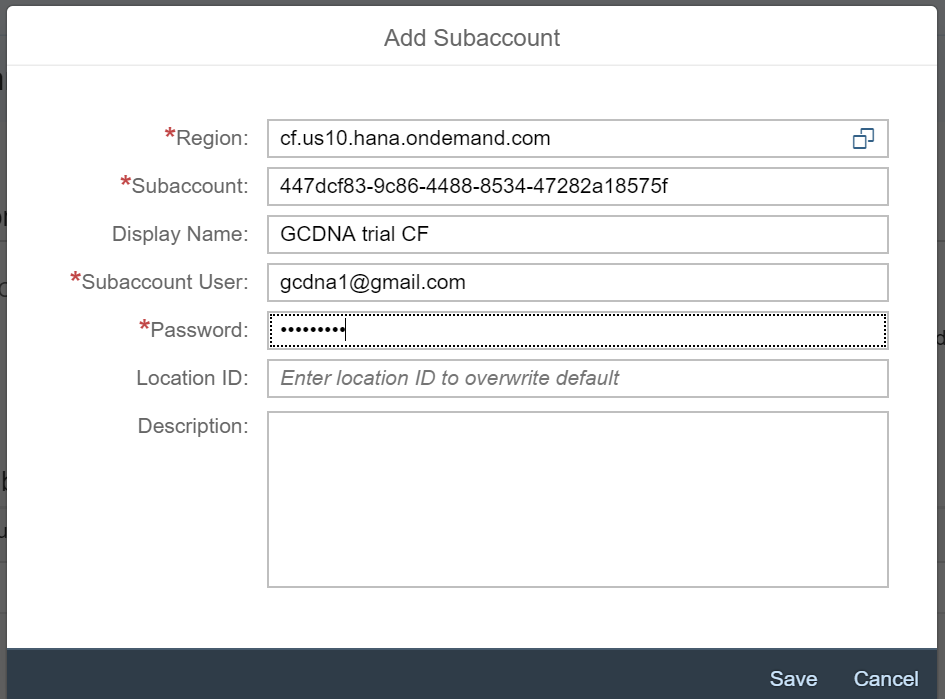 Add Subaccount
*Region: cf.us10.hana.ondemand.com
*Subaccount: 447dcf83-9c86-4488-8534-47282a18575f
Display Name: GCDNA trial CF
*Subaccount User: gcdna1@gmail.com
*Password: •••••••••
Location ID: Enter location ID to overwrite default
Description:
Save Cancel